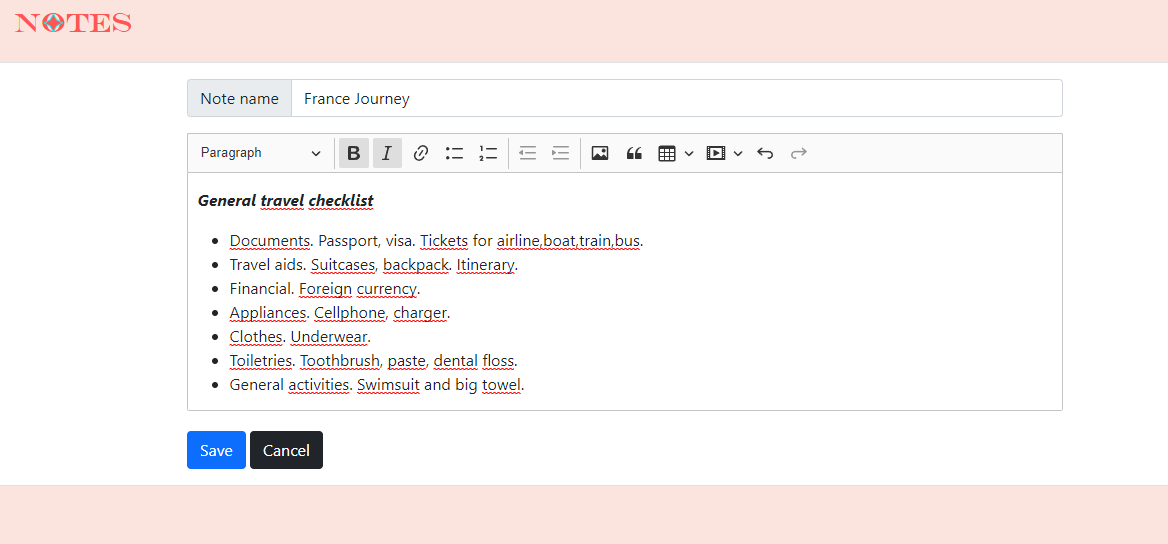 NOTES
Note name France Journey
Paragraph B I
General travel checklist
Documents. Passport, visa. Tickets for airline,boat,train,bus.
Travel aids. Suitcases, backpack. Itinerary.
Financial. Foreign currency.
Appliances. Cellphone, charger.
Clothes. Underwear.
Toiletries. Toothbrush, paste, dental floss.
General activities. Swimsuit and big towel.
Save Cancel